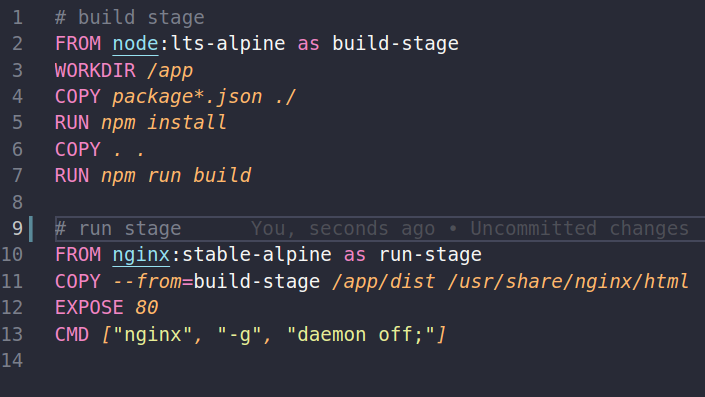 1 # build stage
2 FROM node:lts-alpine as build-stage
3 WORKDIR /app
4 COPY package*.json ./
5 RUN npm install
6 COPY . .
7 RUN npm run build
8
9 # run stage You, seconds ago • Uncommitted changes
10 FROM nginx:stable-alpine as run-stage
11 COPY --from=build-stage /app/dist /usr/share/nginx/html
12 EXPOSE 80
13 CMD ["nginx", "-g", "daemon off;"]
14